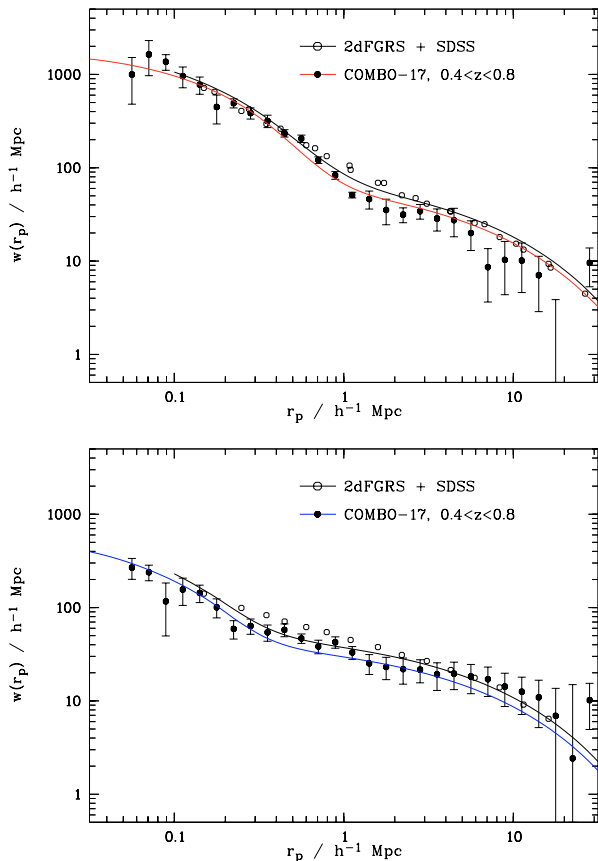 2dFGRS + SDSS
COMBO-17, 0.4<z<0.8
1000
100
10
1
w(r_p) / h^-1 Mpc
0.1
1
10
r_p / h^-1 Mpc
2dFGRS + SDSS
COMBO-17, 0.4<z<0.8
1000
100
10
1
w(r_p) / h^-1 Mpc
0.1
1
10
r_p / h^-1 Mpc